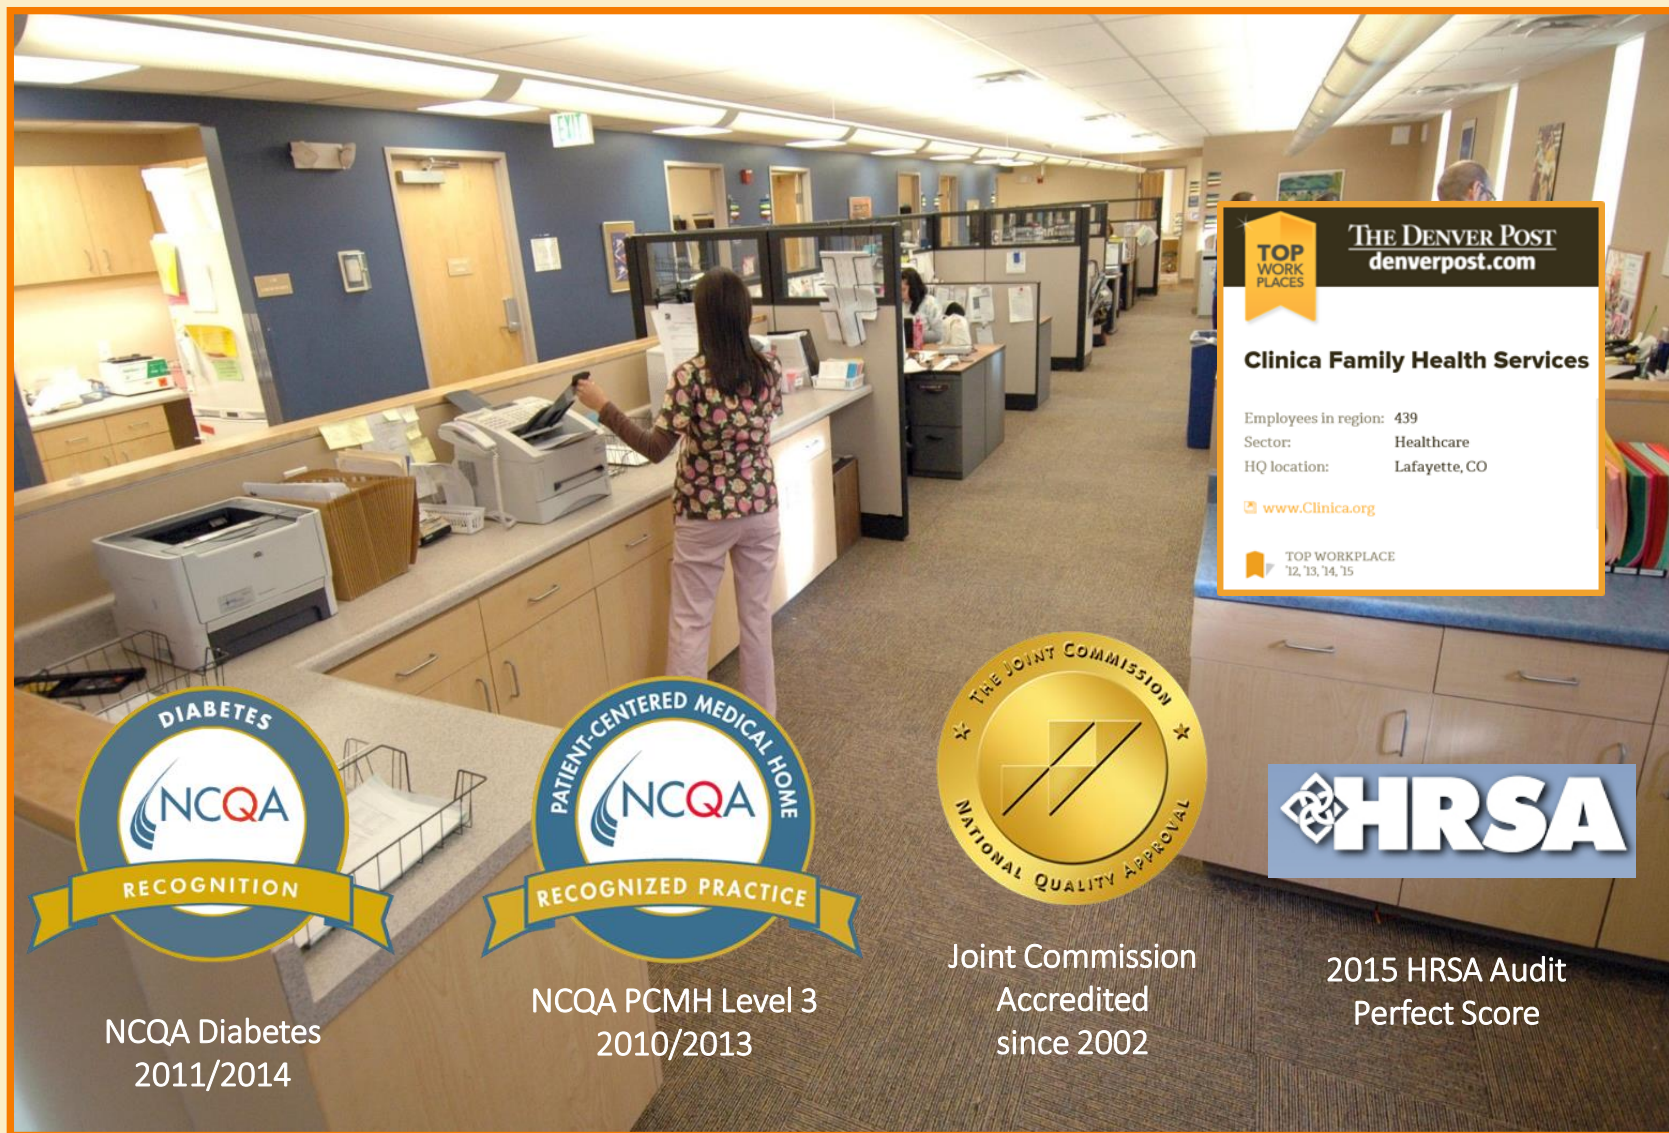 EXIT
TOP
WORK
PLACES
THE DENVER POST
denverpost.com
Clinica Family Health Services
Employees in region: 439
Sector: Healthcare
HQ location: Lafayette, CO
www.Clinica.org
TOP WORKPLACE
'12, '13, '14, '15
DIABETES
NCQA
RECOGNITION
NCQA Diabetes
2011/2014
PATIENT-CENTERED MEDICAL HOME
NCQA
RECOGNIZED PRACTICE
NCQA PCMH Level 3
2010/2013
THE JOINT COMMISSION
NATIONAL QUALITY APPROVAL
Joint Commission
Accredited
since 2002
HRSA
2015 HRSA Audit
Perfect Score